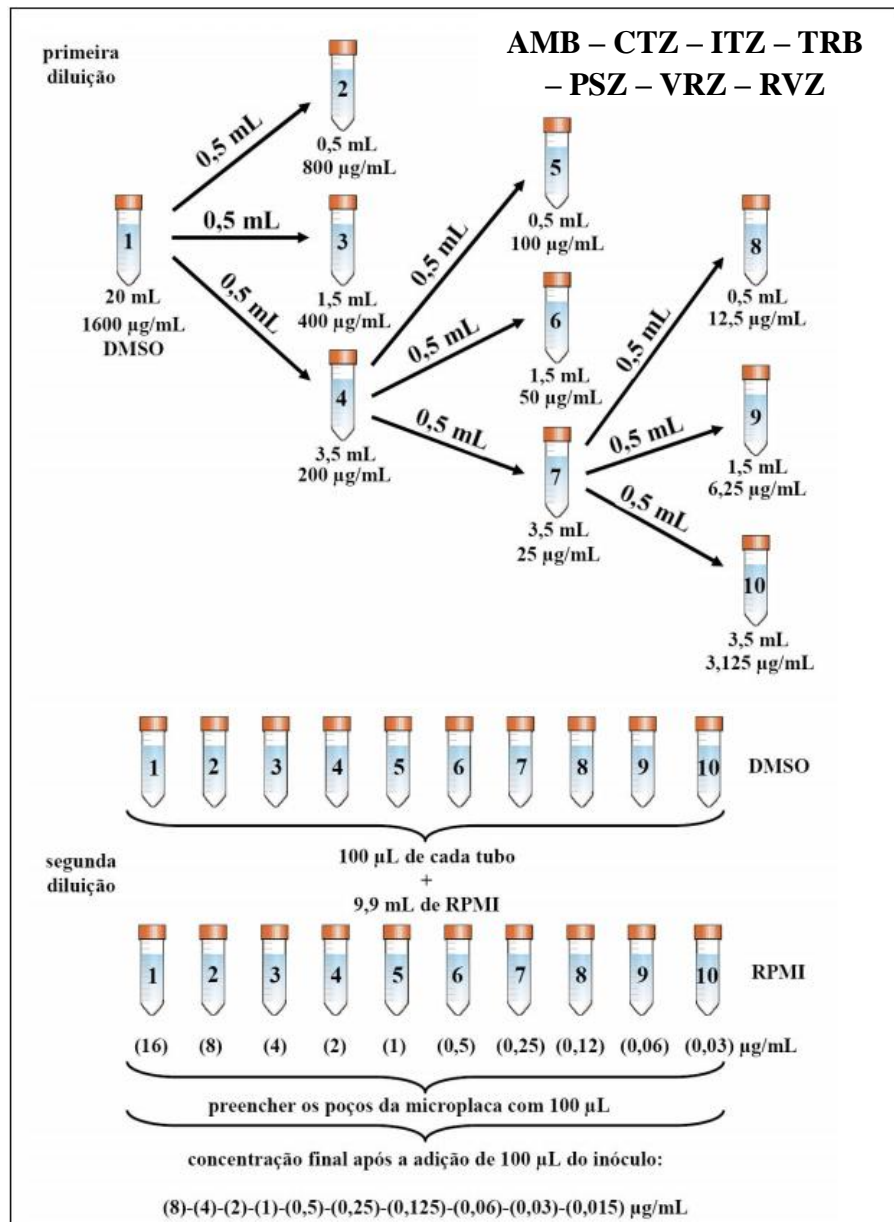 primeira
diluição
AMB – CTZ – ITZ – TRB
– PSZ – VRZ – RVZ
1
20 mL
1600 µg/mL
DMSO
0,5 mL
2
0,5 mL
800 µg/mL
0,5 mL
3
1,5 mL
400 µg/mL
0,5 mL
4
3,5 mL
200 µg/mL
0,5 mL
5
0,5 mL
100 µg/mL
0,5 mL
6
1,5 mL
50 µg/mL
0,5 mL
7
3,5 mL
25 µg/mL
0,5 mL
8
0,5 mL
12,5 µg/mL
0,5 mL
9
1,5 mL
6,25 µg/mL
0,5 mL
10
3,5 mL
3,125 µg/mL
1 2 3 4 5 6 7 8 9 10 DMSO
segunda
diluição
100 µL de cada tubo
+
9,9 mL de RPMI
1 2 3 4 5 6 7 8 9 10 RPMI
(16) (8) (4) (2) (1) (0,5) (0,25) (0,12) (0,06) (0,03) µg/mL
preencher os poços da microplaca com 100 µL
concentração final após a adição de 100 µL do inóculo:
(8)-(4)-(2)-(1)-(0,5)-(0,25)-(0,125)-(0,06)-(0,03)-(0,015) µg/mL